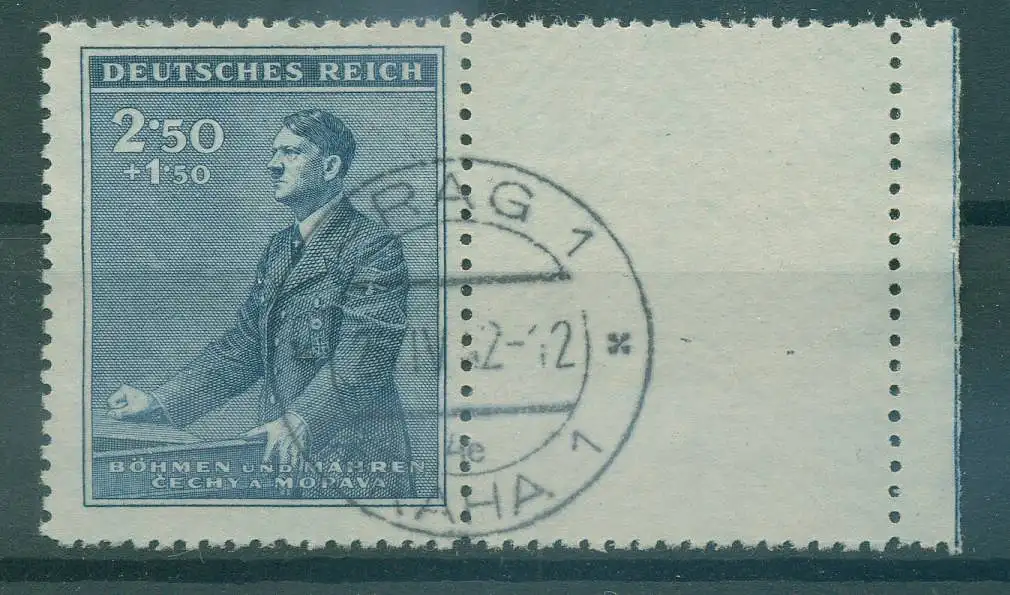 DEUTSCHES REICH
2·50
+1·50
BÖHMEN UND MÄHREN
ČECHY A MORAVA
RAG 1
AHA 1